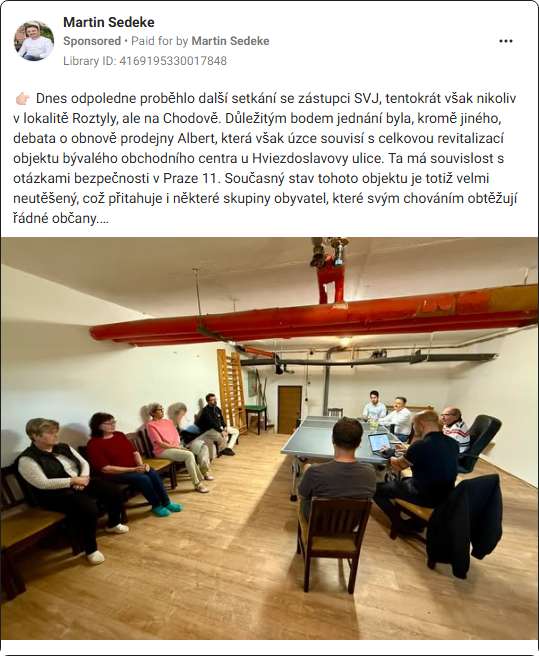 Martin Sedeke
Sponsored • Paid for by Martin Sedeke
Library ID: 4169195330017848
👉🏻 Dnes odpoledne proběhlo další setkání se zástupci SVJ, tentokrát však nikoliv
v lokalitě Roztyly, ale na Chodově. Důležitým bodem jednání byla, kromě jiného,
debata o obnově prodejny Albert, která však úzce souvisí s celkovou revitalizací
objektu bývalého obchodního centra u Hviezdoslavovy ulice. Ta má souvislost s
otázkami bezpečnosti v Praze 11. Současný stav tohoto objektu je totiž velmi
neutěšený, což přitahuje i některé skupiny obyvatel, které svým chováním obtěžují
řádné občany....